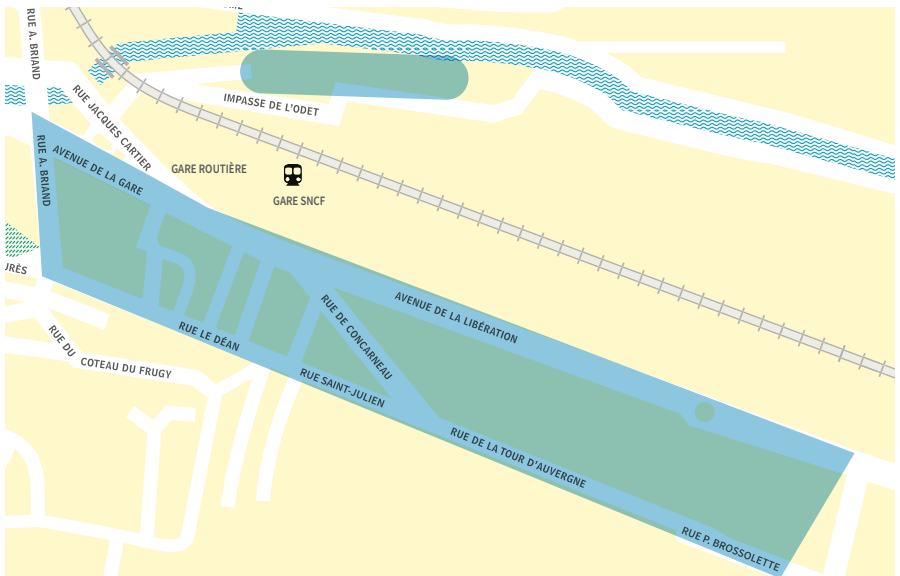 RUE A. BRIAND
RUE JACQUES CARTIER
IMPASSE DE L'ODET
RUE A. BRIAND
AVENUE DE LA GARE
GARE ROUTIÈRE
GARE SNCF
AVENUE DE LA LIBÉRATION
RUE DE CONCARNEAU
RUE LE DÉAN
RUE DU
COTEAU DU FRUGY
RUE SAINT-JULIEN
RUE DE LA TOUR D'AUVERGNE
RUE P. BROSSOLETTE